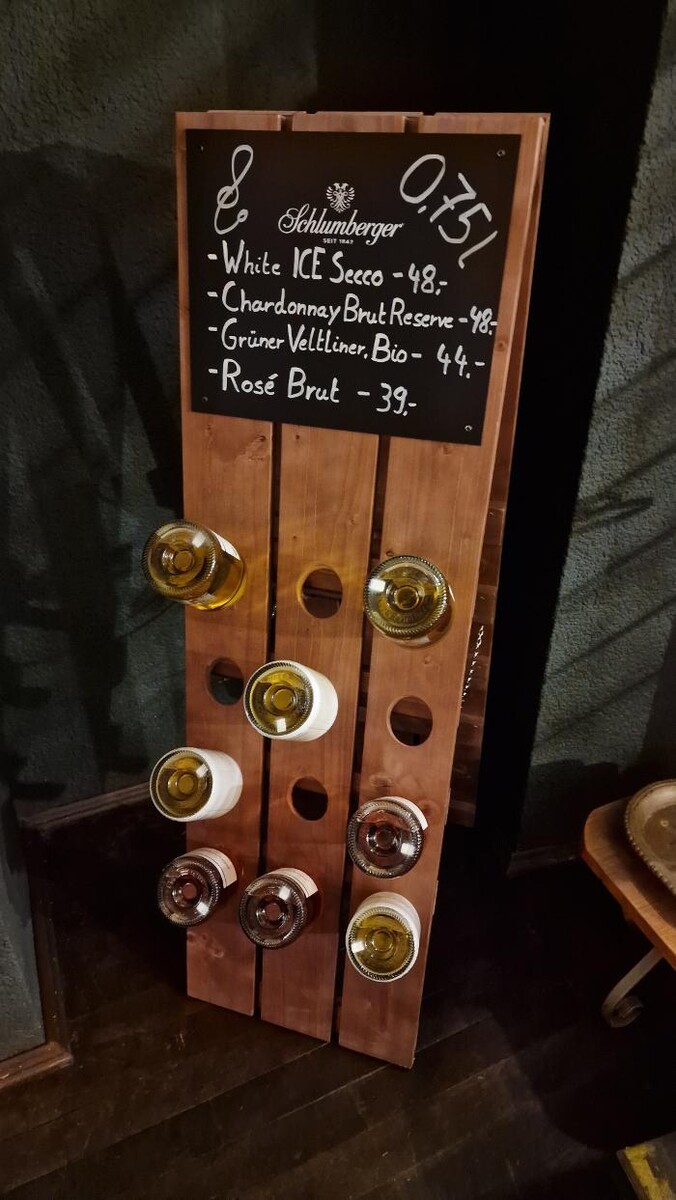 0,75l
Schlumberger
SEIT 1842
-White ICE Secco -48,-
-Chardonnay Brut Reserve -48-
-Grüner Veltliner. Bio- 44.-
-Rosé Brut -39,-